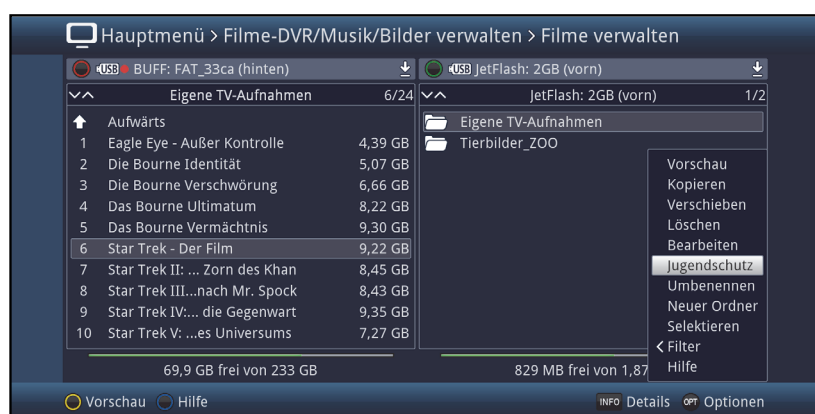 Hauptmenü > Filme-DVR/Musik/Bilder verwalten > Filme verwalten
USB BUFF: FAT_33ca (hinten)
Eigene TV-Aufnahmen 6/24
Aufwärts
1 Eagle Eye - Außer Kontrolle 4,39 GB
2 Die Bourne Identität 5,07 GB
3 Die Bourne Verschwörung 6,66 GB
4 Das Bourne Ultimatum 8,22 GB
5 Das Bourne Vermächtnis 9,30 GB
6 Star Trek - Der Film 9,22 GB
7 Star Trek II: ... Zorn des Khan 8,45 GB
8 Star Trek III...nach Mr. Spock 8,43 GB
9 Star Trek IV:... die Gegenwart 9,35 GB
10 Star Trek V: ...es Universums 7,27 GB
69,9 GB frei von 233 GB
USB JetFlash: 2GB (vorn)
JetFlash: 2GB (vorn) 1/2
Eigene TV-Aufnahmen
Tierbilder_ZOO
829 MB frei von 1,87
Vorschau
Kopieren
Verschieben
Löschen
Bearbeiten
Jugendschutz
Umbenennen
Neuer Ordner
Selektieren
Filter
Hilfe
Vorschau Hilfe INFO Details OPT Optionen